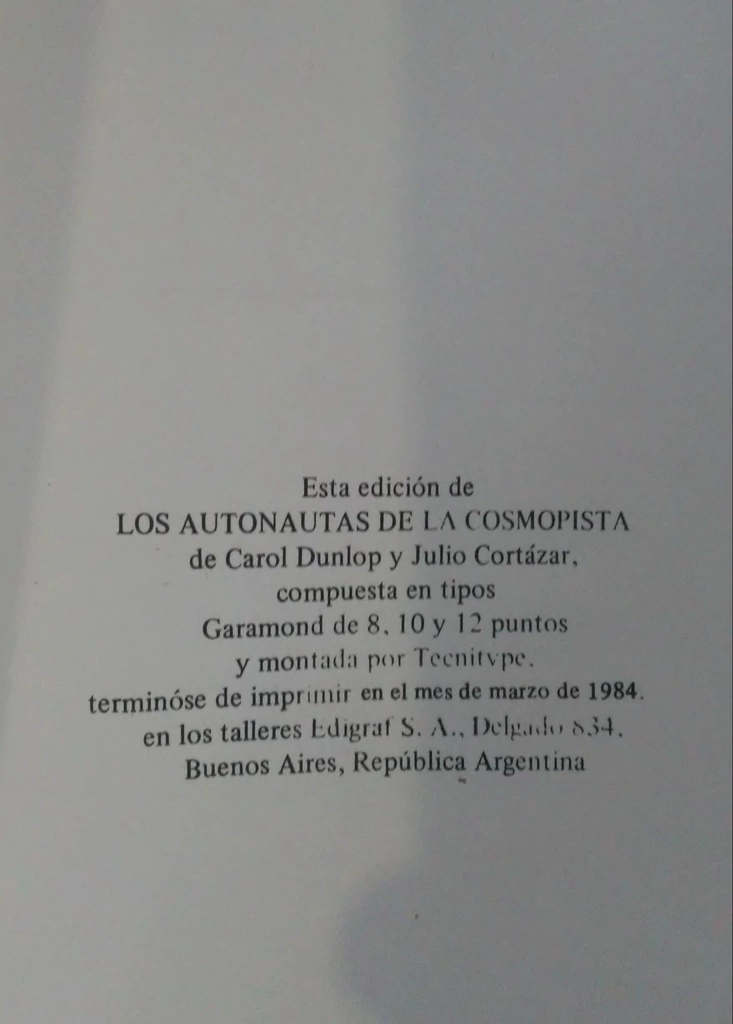 Esta edición de
LOS AUTONAUTAS DE LA COSMOPISTA
de Carol Dunlop y Julio Cortázar,
compuesta en tipos
Garamond de 8, 10 y 12 puntos
y montada por Tecnitype,
terminóse de imprimir en el mes de marzo de 1984.
en los talleres Edigraf S. A., Delgado 834,
Buenos Aires, República Argentina